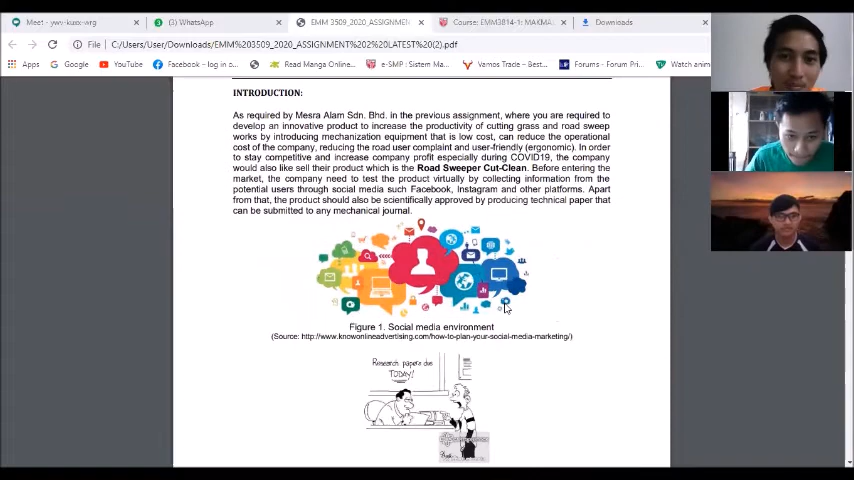 Meet - ywv-kuxx-wrg
(3) WhatsApp
EMM 3509_2020_ASSIGNMEN
Course: EMM3814-1: MAKMA
Downloads
File | C:/Users/User/Downloads/EMM%203509_2020_ASSIGNMENT%202%20LATEST%20(2).pdf
Apps
Google
YouTube
Facebook – log in o...
Read Manga Online...
e-SMP | Sistem Ma...
Vamos Trade – Best...
Forums - Forum Pri...
Watch anim
INTRODUCTION:
As required by Mesra Alam Sdn. Bhd. in the previous assignment, where you are required to
develop an innovative product to increase the productivity of cutting grass and road sweep
works by introducing mechanization equipment that is low cost, can reduce the operational
cost of the company, reducing the road user complaint and user-friendly (ergonomic). In order
to stay competitive and increase company profit especially during COVID19, the company
would also like sell their product which is the Road Sweeper Cut-Clean. Before entering the
market, the company need to test the product virtually by collecting information from the
potential users through social media such Facebook, Instagram and other platforms. Apart
from that, the product should also be scientifically approved by producing technical paper that
can be submitted to any mechanical journal.
Figure 1. Social media environment
(Source: http://www.knowonlineadvertising.com/how-to-plan-your-social-media-marketing/)
Research papers due
TODAY!